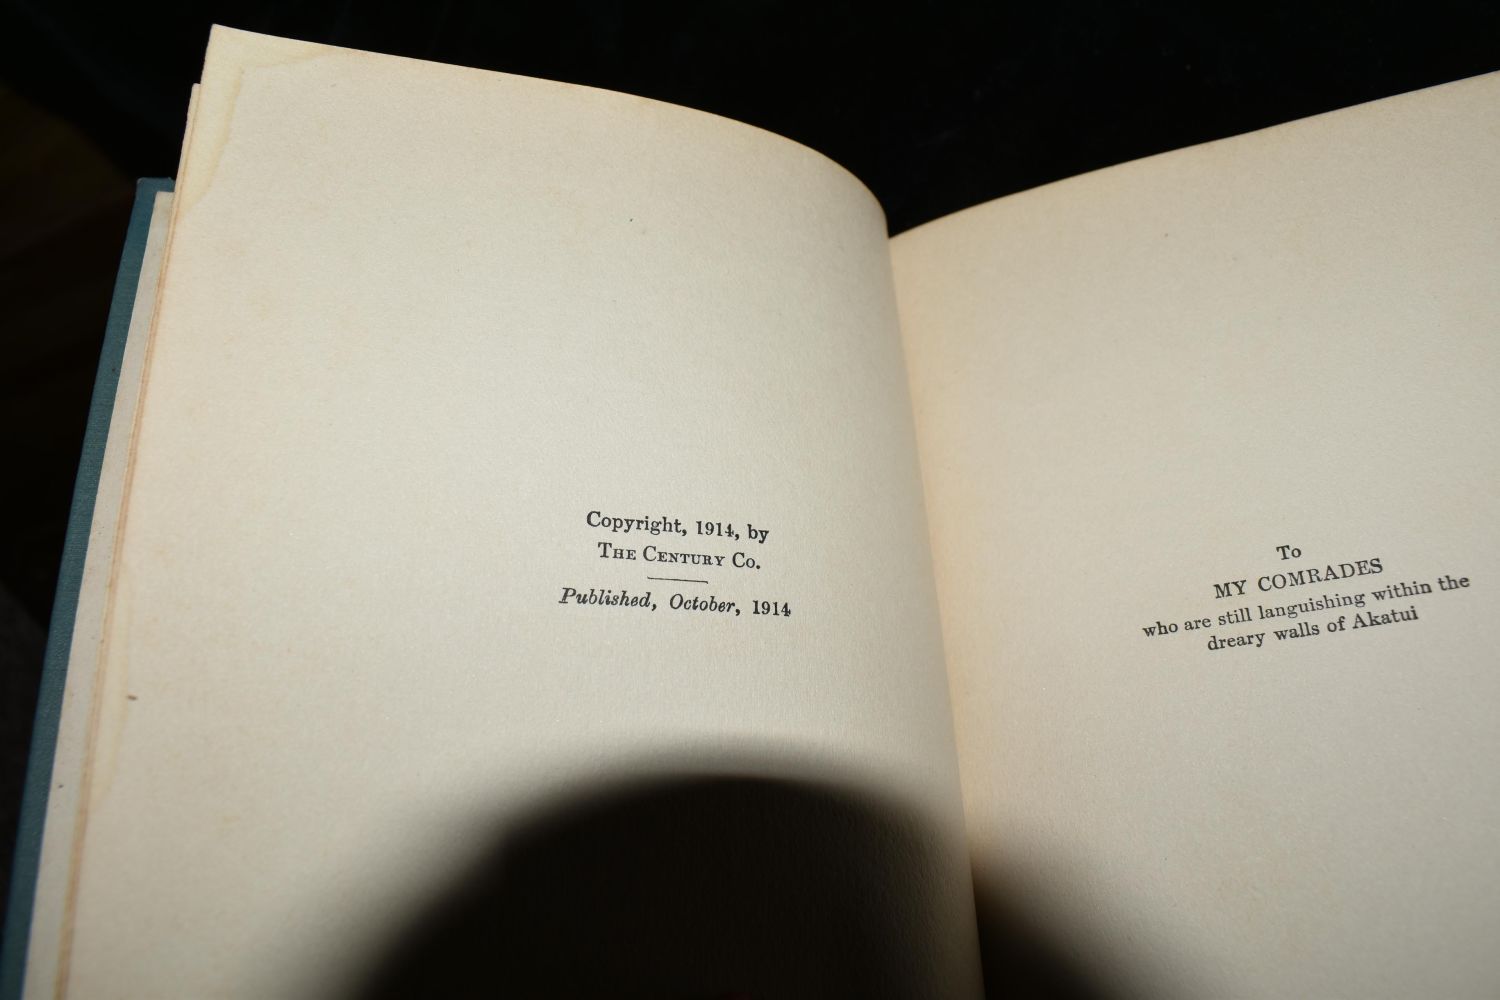 Copyright, 1914, by
THE CENTURY CO.
Published, October, 1914
To
MY COMRADES
who are still languishing within the
dreary walls of Akatui